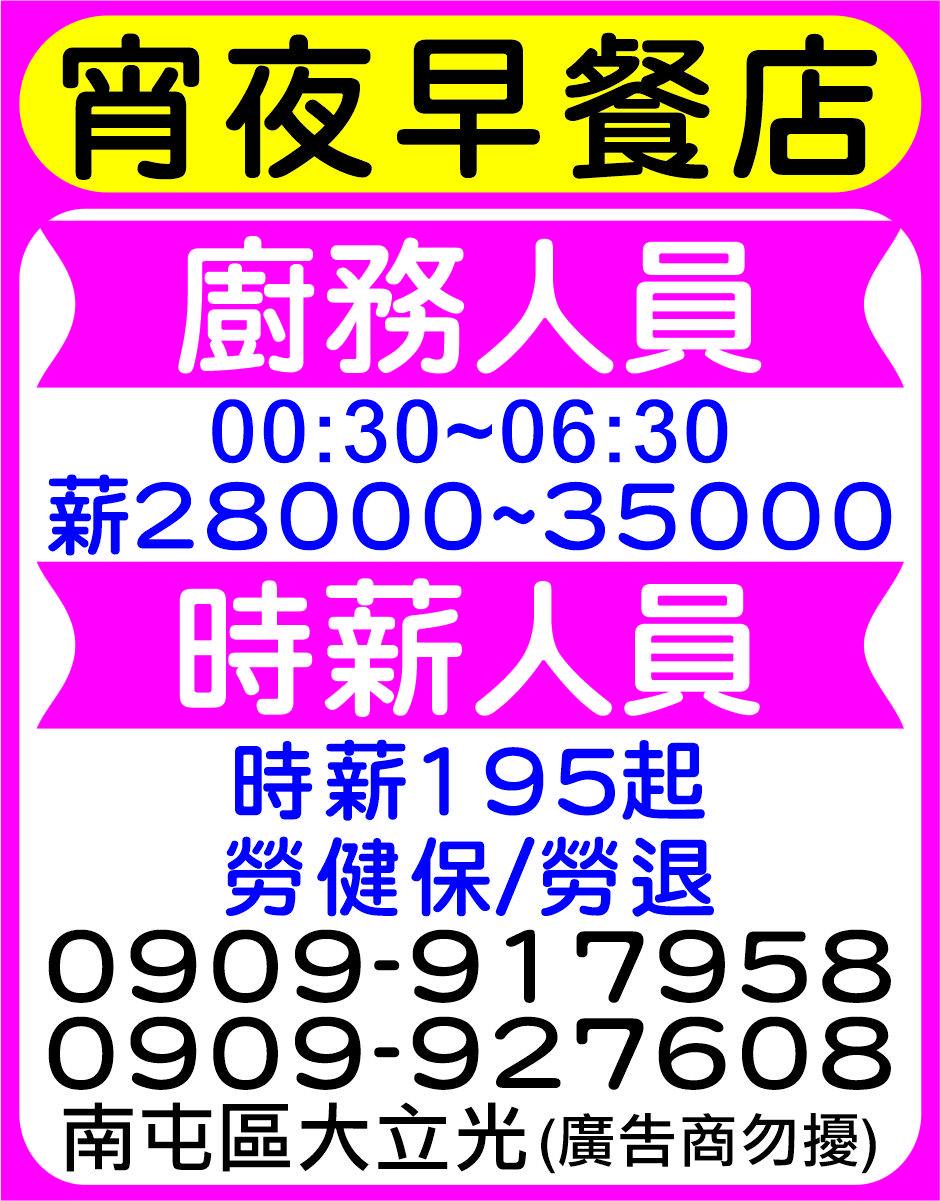 宵夜早餐店
廚務人員
00:30~06:30
薪28000~35000
時薪人員
時薪195起
勞健保/勞退
0909-917958
0909-927608
南屯區大立光(廣告商勿擾)